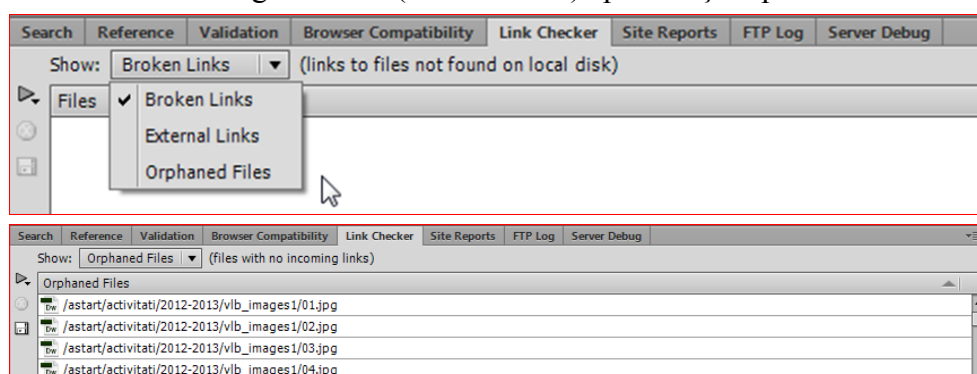 Search Reference Validation Browser Compatibility Link Checker Site Reports FTP Log Server Debug
Show: Broken Links (links to files not found on local disk)
Files
Broken Links
External Links
Orphaned Files
Search Reference Validation Browser Compatibility Link Checker Site Reports FTP Log Server Debug
Show: Orphaned Files (files with no incoming links)
Orphaned Files
Dw /astart/activitati/2012-2013/vlb_images1/01.jpg
Dw /astart/activitati/2012-2013/vlb_images1/02.jpg
Dw /astart/activitati/2012-2013/vlb_images1/03.jpg
Dw /astart/activitati/2012-2013/vlb_images1/04.jpg